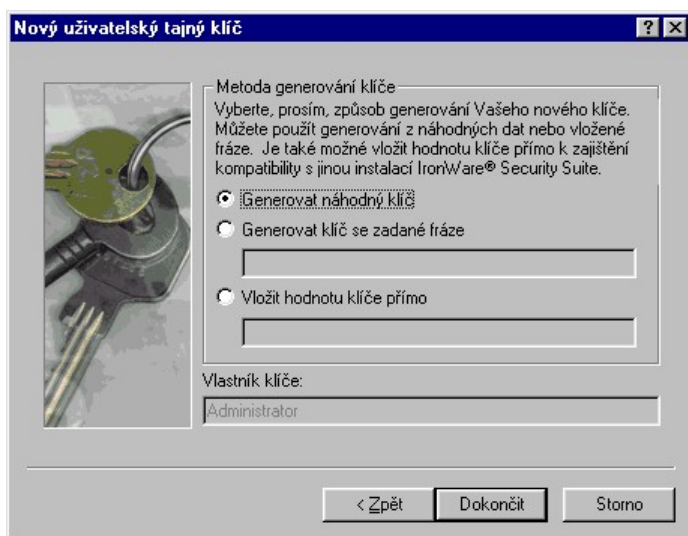 Nový uživatelský tajný klíč
Metoda generování klíče
Vyberte, prosím, způsob generování Vašeho nového klíče.
Můžete použít generování z náhodných dat nebo vložené
fráze. Je také možné vložit hodnotu klíče přímo k zajištění
kompatibility s jinou instalací IronWare® Security Suite.
Generovat náhodný klíč
Generovat klíč se zadané fráze
Vložit hodnotu klíče přímo
Vlastník klíče:
Administrator
< Zpět Dokončit Storno